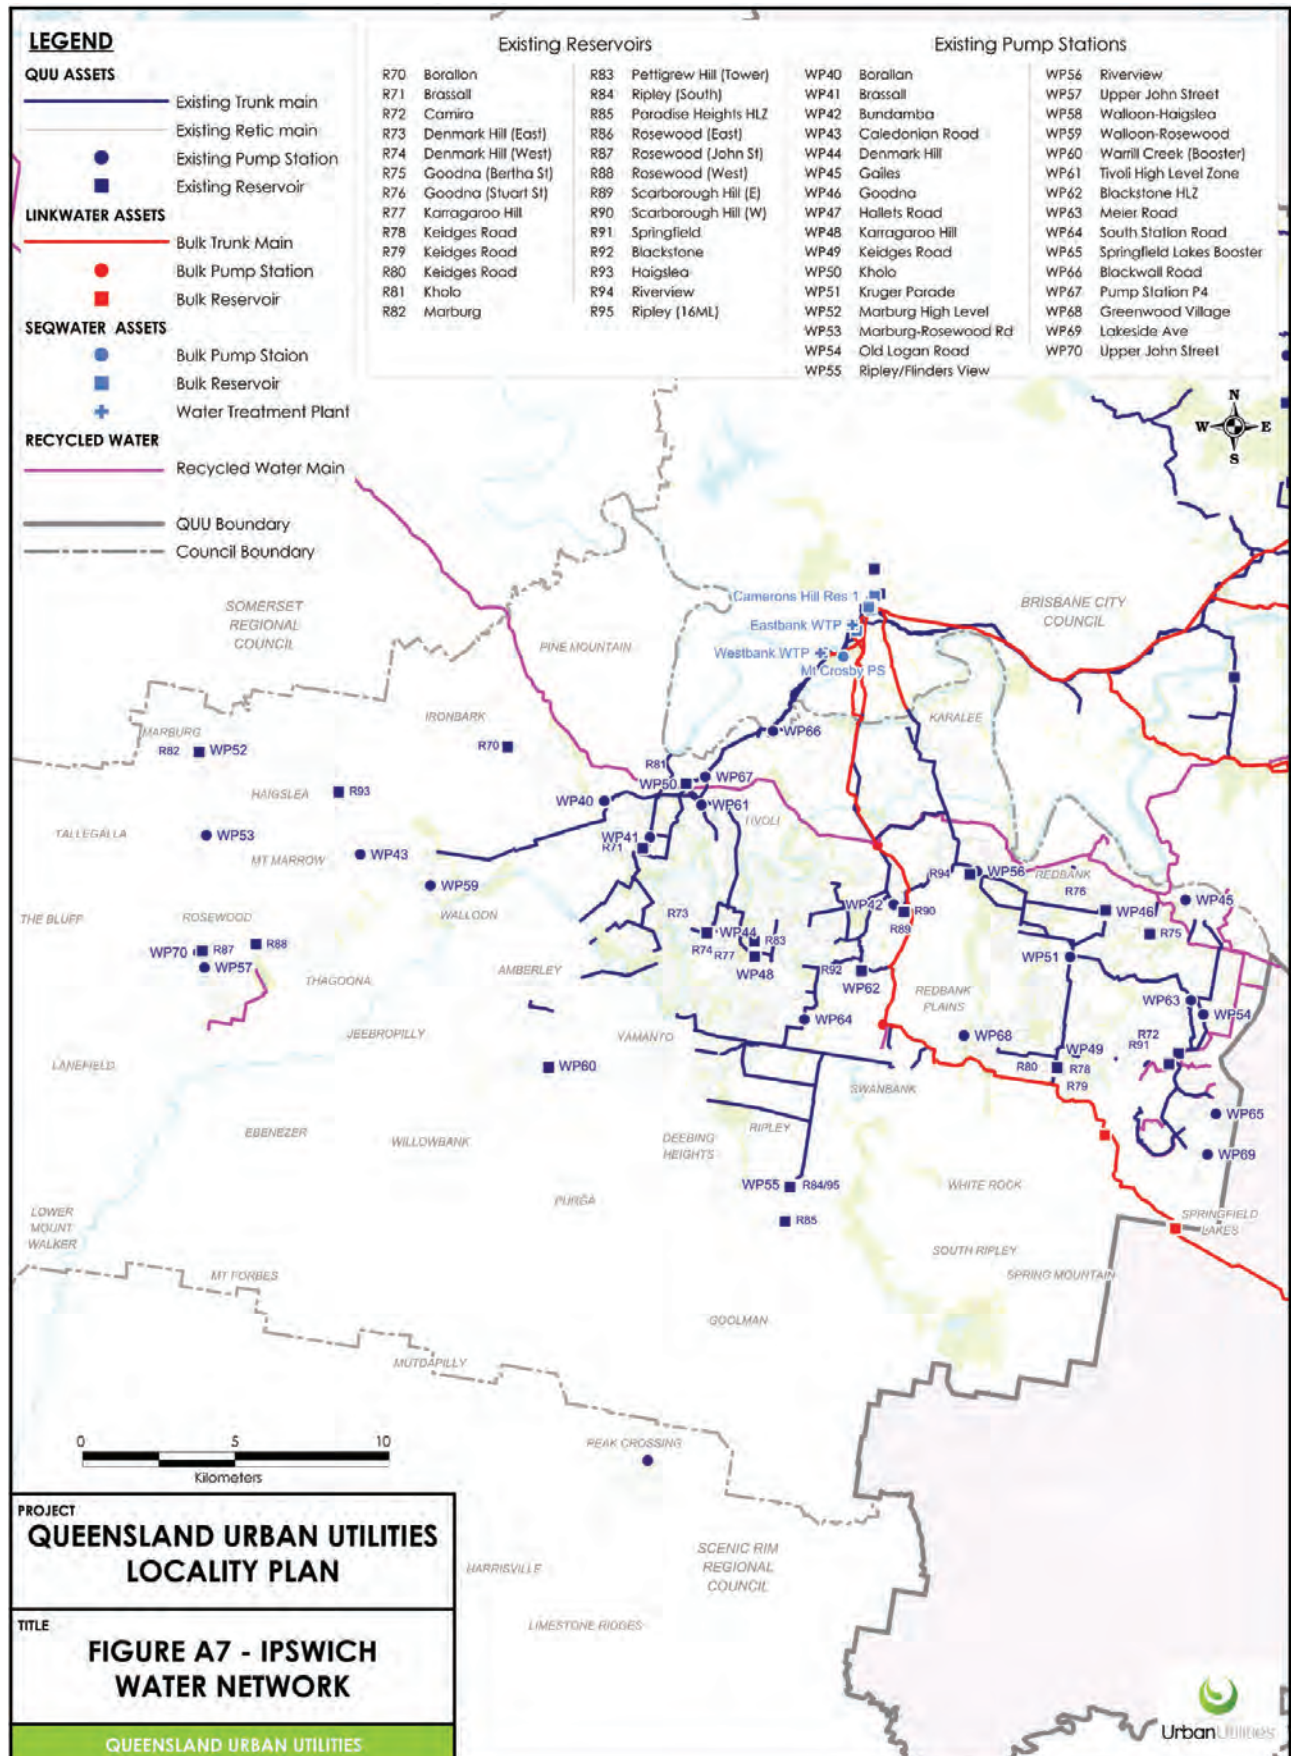 LEGEND
QUU ASSETS
Existing Trunk main
Existing Retic main
Existing Pump Station
Existing Reservoir
LINKWATER ASSETS
Bulk Trunk Main
Bulk Pump Station
Bulk Reservoir
SEQWATER ASSETS
Bulk Pump Staion
Bulk Reservoir
Water Treatment Plant
RECYCLED WATER
Recycled Water Main
QUU Boundary
Council Boundary
Existing Reservoirs
R70 Borallon
R71 Brassall
R72 Camira
R73 Denmark Hill (East)
R74 Denmark Hill (West)
R75 Goodna (Bertha St)
R76 Goodna (Stuart St)
R77 Karragaroo Hill
R78 Keidges Road
R79 Keidges Road
R80 Keidges Road
R81 Kholo
R82 Marburg
R83 Pettigrew Hill (Tower)
R84 Ripley (South)
R85 Paradise Heights HLZ
R86 Rosewood (East)
R87 Rosewood (John St)
R88 Rosewood (West)
R89 Scarborough Hill (E)
R90 Scarborough Hill (W)
R91 Springfield
R92 Blackstone
R93 Haigslea
R94 Riverview
R95 Ripley (16ML)
Existing Pump Stations
WP40 Borallan
WP41 Brassall
WP42 Bundamba
WP43 Caledonian Road
WP44 Denmark Hill
WP45 Gailes
WP46 Goodna
WP47 Hallets Road
WP48 Karragaroo Hill
WP49 Keidges Road
WP50 Kholo
WP51 Kruger Parade
WP52 Marburg High Level
WP53 Marburg-Rosewood Rd
WP54 Old Logan Road
WP55 Ripley/Flinders View
WP56 Riverview
WP57 Upper John Street
WP58 Walloon-Haigslea
WP59 Walloon-Rosewood
WP60 Warrill Creek (Booster)
WP61 Tivoli High Level Zone
WP62 Blackstone HLZ
WP63 Meier Road
WP64 South Station Road
WP65 Springfield Lakes Booster
WP66 Blackwall Road
WP67 Pump Station P4
WP68 Greenwood Village
WP69 Lakeside Ave
WP70 Upper John Street
N
W E
S
Camerons Hill Res 1
Eastbank WTP
Westbank WTP
Mt Crosby PS
SOMERSET
REGIONAL
COUNCIL
BRISBANE CITY
COUNCIL
PINE MOUNTAIN
IRONBARK
KARALEE
MARBURG
R82
WP52
R70
WP66
R81
WP50
WP67
HAIGSLEA
R93
WP40
WP61
TIVOLI
TALLEGALLA
WP53
MT MARROW
WP43
WP41
R71
WP59
WALLOON
R94
WP56
REDBANK
R76
WP45
WP46
R75
THE BLUFF
ROSEWOOD
WP70
R87
R88
WP57
THAGOONA
AMBERLEY
R73
WP44
R74
R77
R83
WP48
WP42
R90
R89
R92
WP62
WP51
REDBANK
PLAINS
WP63
WP54
JEEBROPILLY
YAMANTO
WP64
WP68
WP49
R80
R78
R79
R72
R91
LANEFIELD
WP60
SWANBANK
WP65
EBENEZER
WILLOWBANK
DEEBING
HEIGHTS
RIPLEY
WP69
WP55
R84/95
WHITE ROCK
PURGA
R85
LOWER
MOUNT
WALKER
SPRINGFIELD
LAKES
SOUTH RIPLEY
SPRING MOUNTAIN
MT FORBES
GOOLMAN
MUTDAPILLY
PEAK CROSSING
0 5 10
Kilometers
HARRISVILLE
SCENIC RIM
REGIONAL
COUNCIL
LIMESTONE RIDGES
PROJECT
QUEENSLAND URBAN UTILITIES
LOCALITY PLAN
TITLE
FIGURE A7 - IPSWICH
WATER NETWORK
QUEENSLAND URBAN UTILITIES
UrbanUtilities